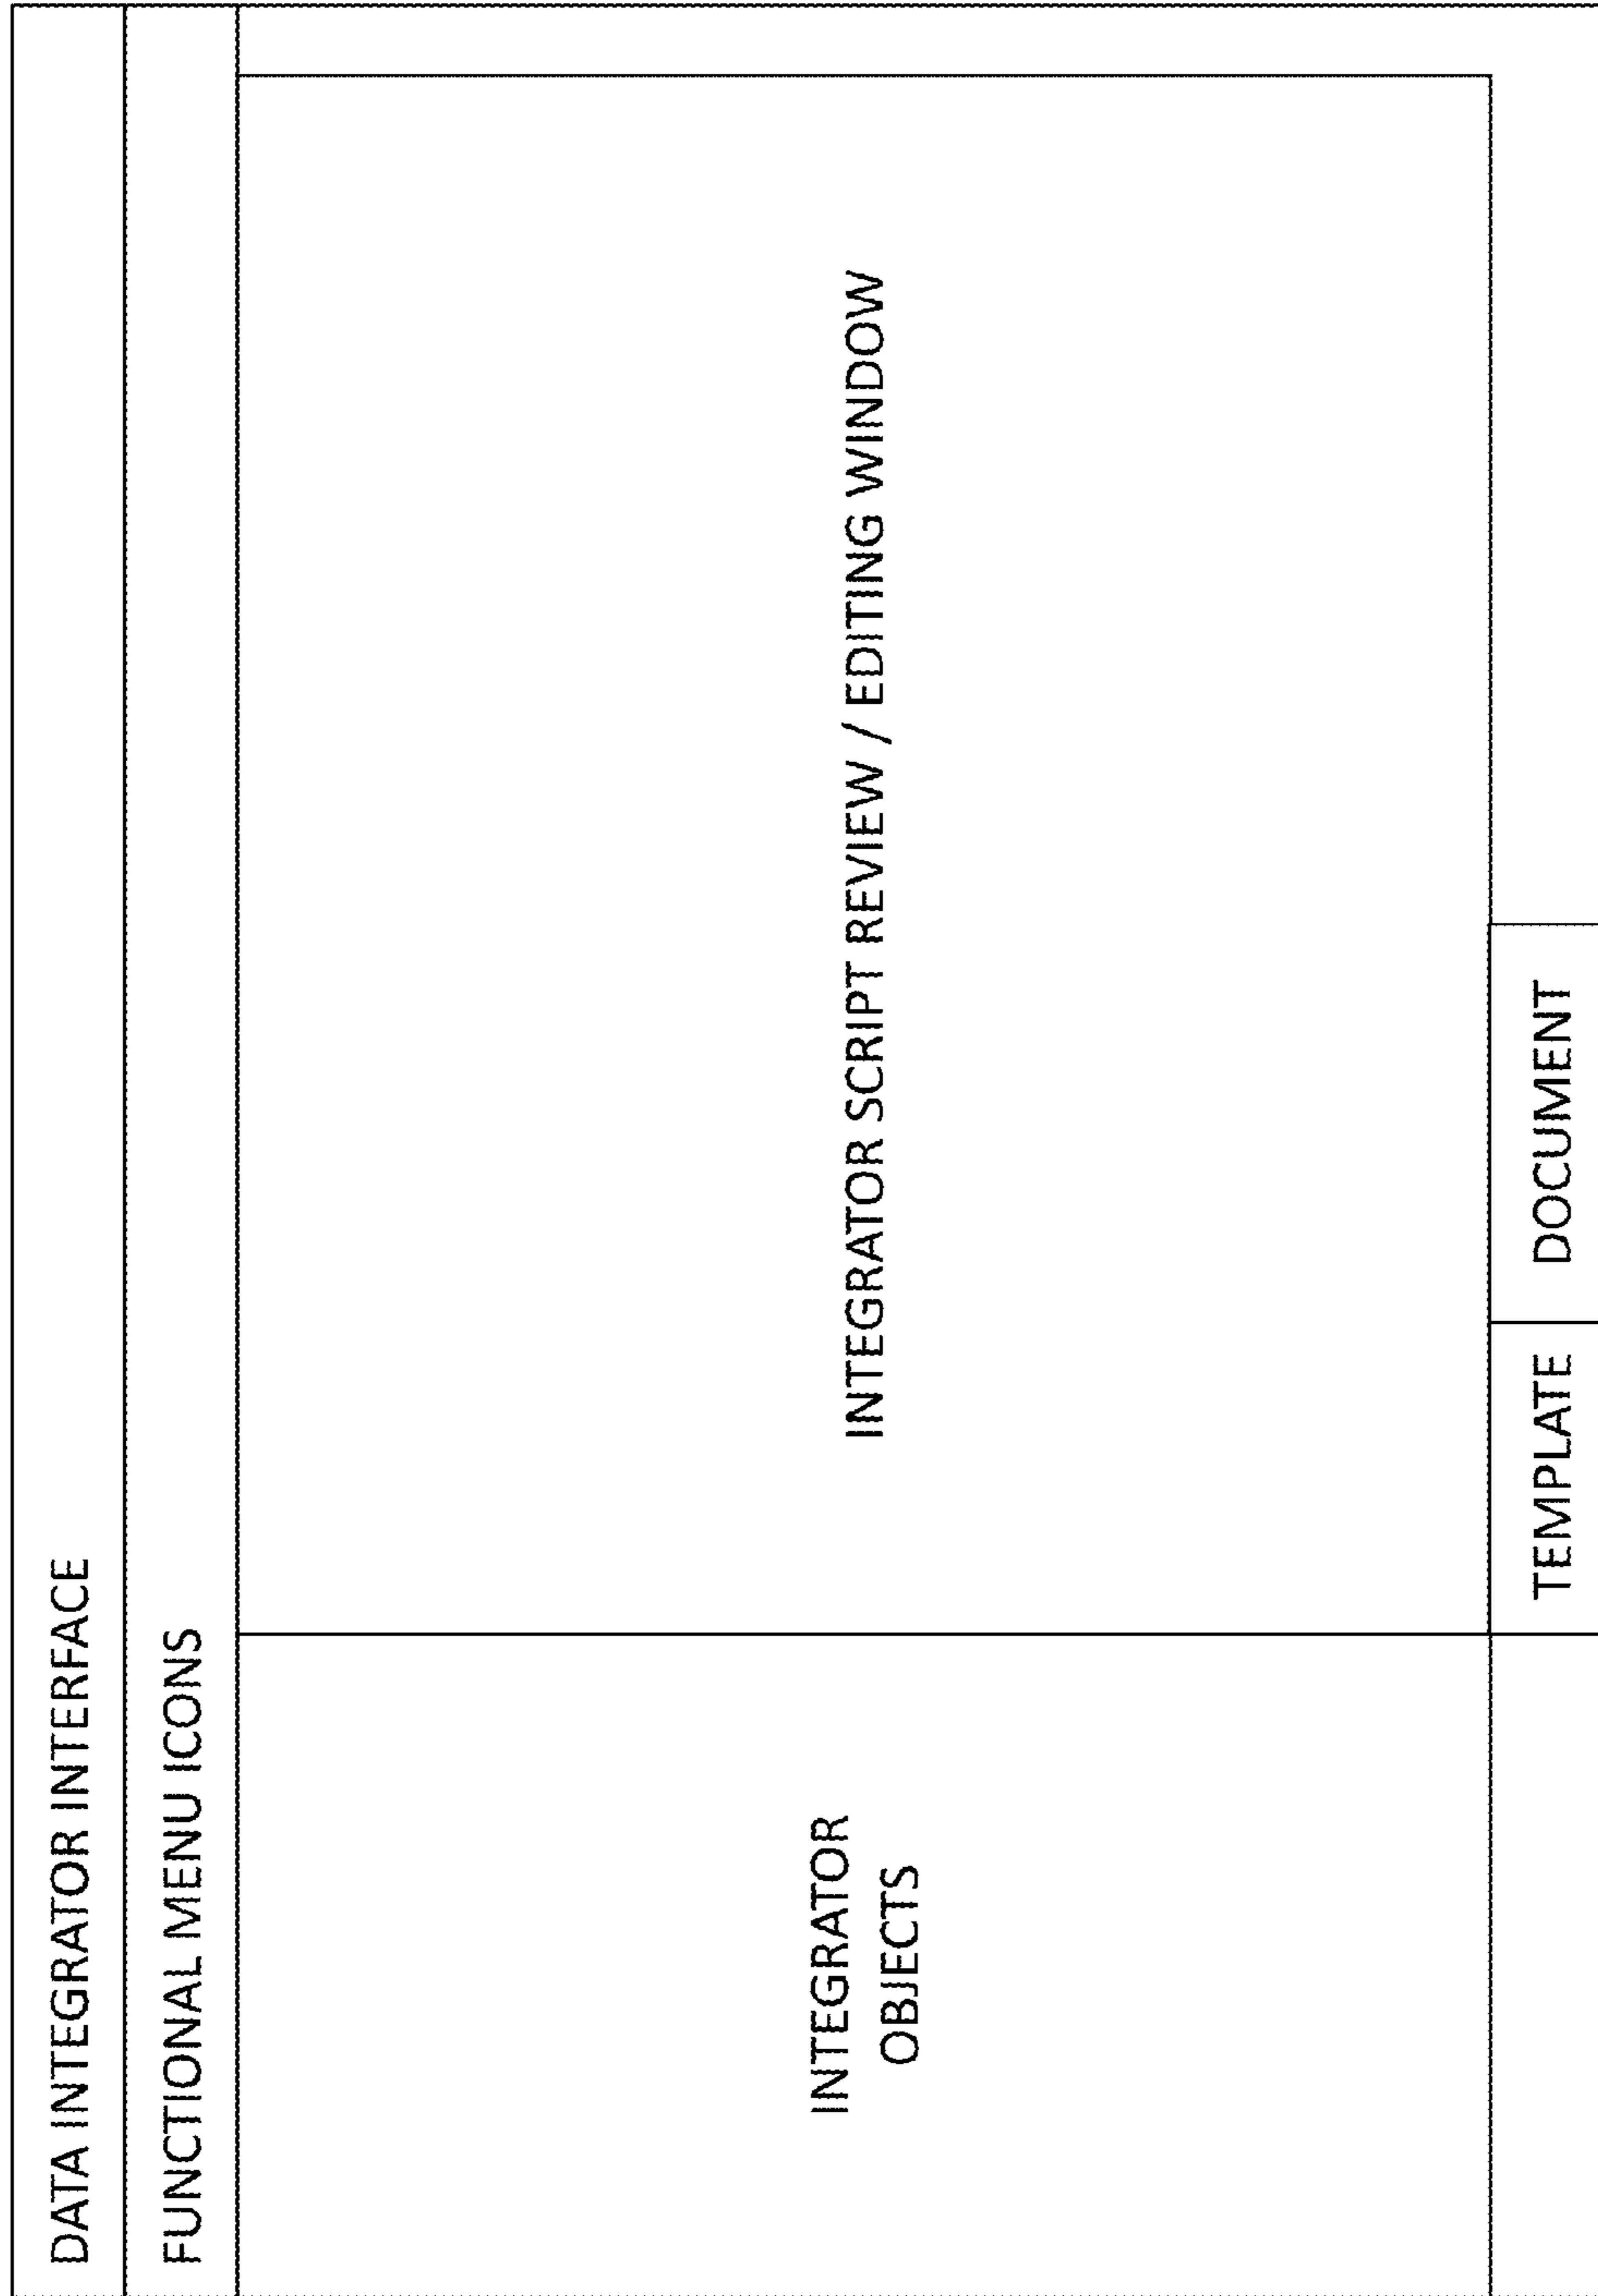 DATA INTEGRATOR INTERFACE
FUNCTIONAL MENU ICONS
INTEGRATOR
OBJECTS
INTEGRATOR SCRIPT REVIEW / EDITING WINDOW
TEMPLATE
DOCUMENT